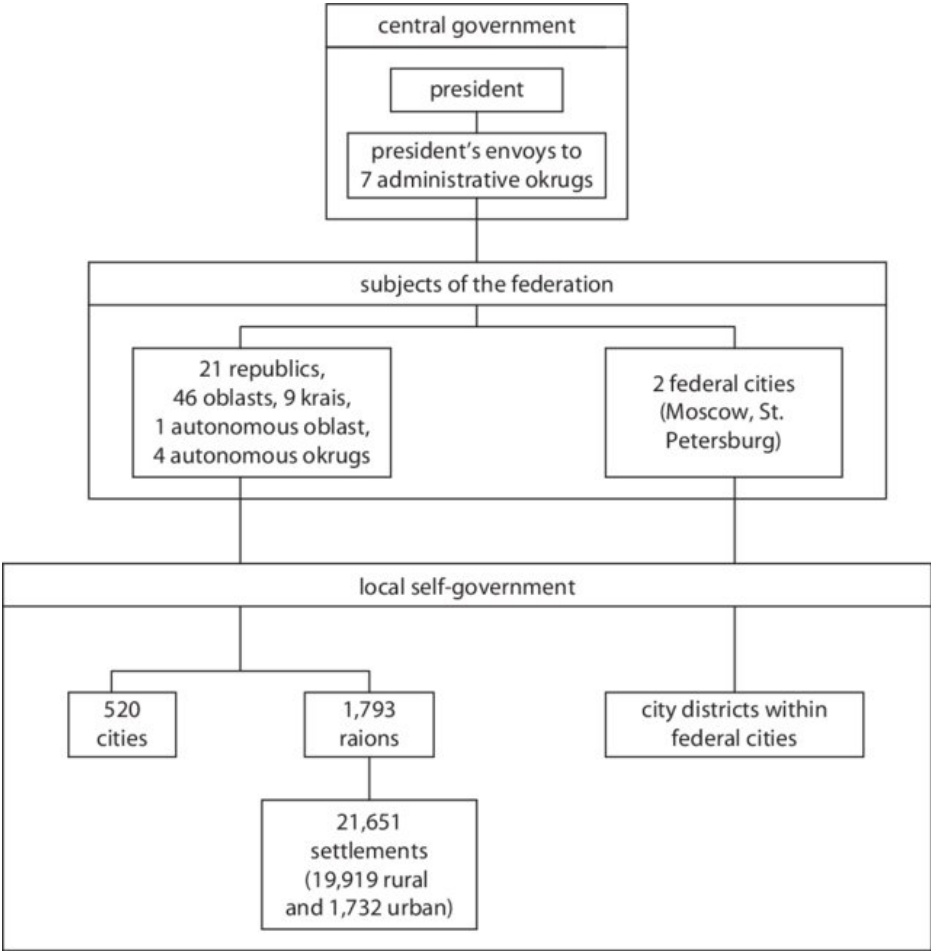 central government
president
president's envoys to
7 administrative okrugs
subjects of the federation
21 republics,
46 oblasts, 9 krais,
1 autonomous oblast,
4 autonomous okrugs
2 federal cities
(Moscow, St.
Petersburg)
local self-government
520
cities
1,793
raions
city districts within
federal cities
21,651
settlements
(19,919 rural
and 1,732 urban)